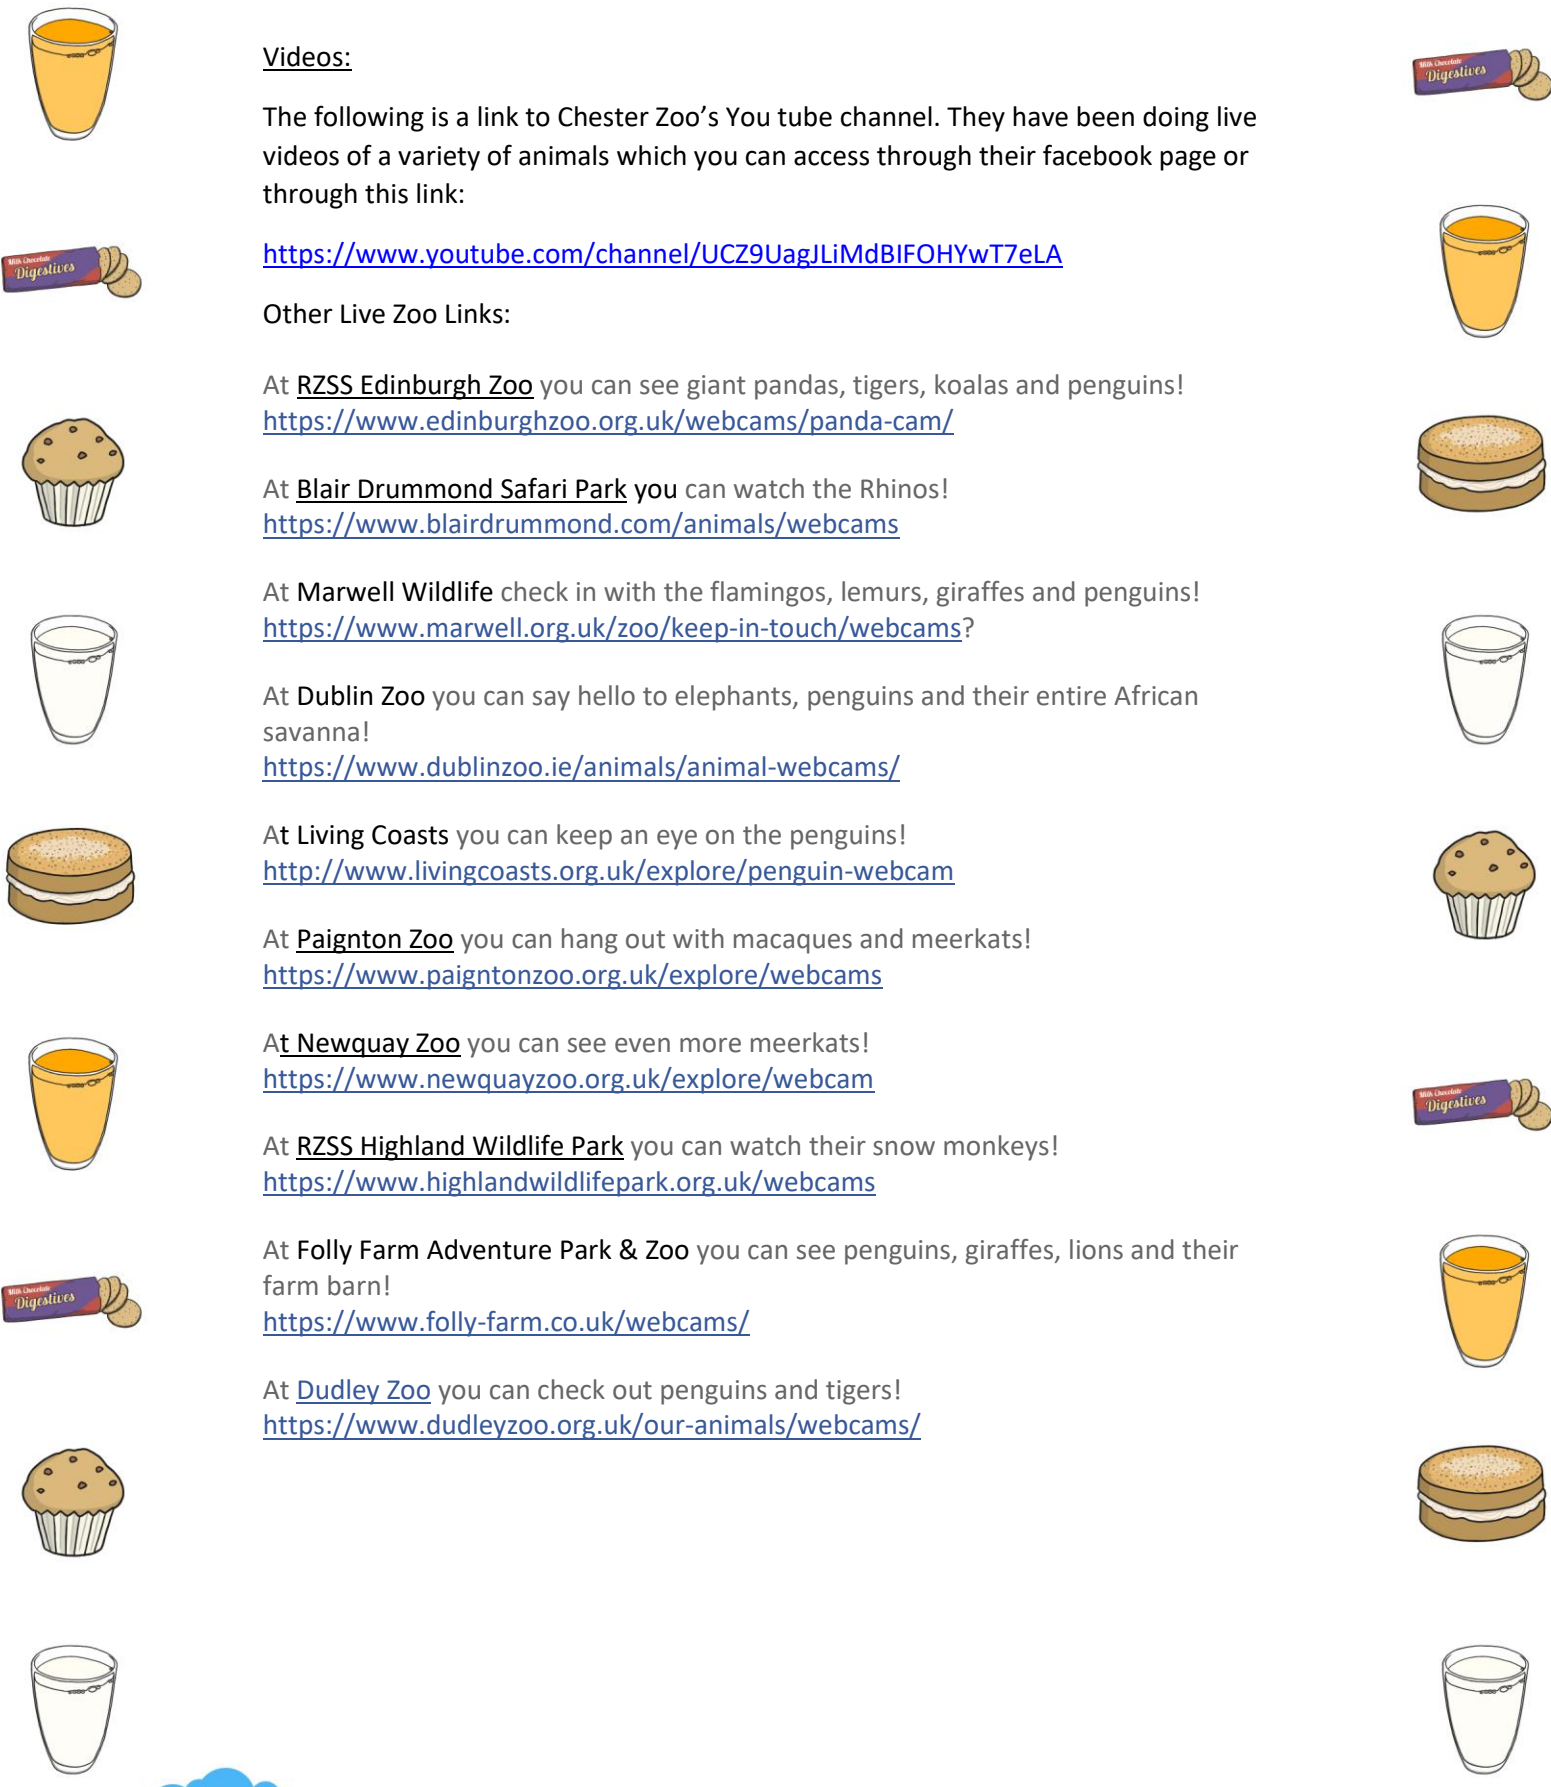 Videos:
The following is a link to Chester Zoo's You tube channel. They have been doing live
videos of a variety of animals which you can access through their facebook page or
through this link:
https://www.youtube.com/channel/UCZ9UagJLiMdBIFOHYwT7eLA
Other Live Zoo Links:
At RZSS Edinburgh Zoo you can see giant pandas, tigers, koalas and penguins!
https://www.edinburghzoo.org.uk/webcams/panda-cam/
At Blair Drummond Safari Park you can watch the Rhinos!
https://www.blairdrummond.com/animals/webcams
At Marwell Wildlife check in with the flamingos, lemurs, giraffes and penguins!
https://www.marwell.org.uk/zoo/keep-in-touch/webcams?
At Dublin Zoo you can say hello to elephants, penguins and their entire African
savanna!
https://www.dublinzoo.ie/animals/animal-webcams/
At Living Coasts you can keep an eye on the penguins!
http://www.livingcoasts.org.uk/explore/penguin-webcam
At Paignton Zoo you can hang out with macaques and meerkats!
https://www.paigntonzoo.org.uk/explore/webcams
At Newquay Zoo you can see even more meerkats!
https://www.newquayzoo.org.uk/explore/webcam
At RZSS Highland Wildlife Park you can watch their snow monkeys!
https://www.highlandwildlifepark.org.uk/webcams
At Folly Farm Adventure Park & Zoo you can see penguins, giraffes, lions and their
farm barn!
https://www.folly-farm.co.uk/webcams/
At Dudley Zoo you can check out penguins and tigers!
https://www.dudleyzoo.org.uk/our-animals/webcams/
Milk Chocolate
Digestives
Milk Chocolate
Digestives
Milk Chocolate
Digestives
Milk Chocolate
Digestives